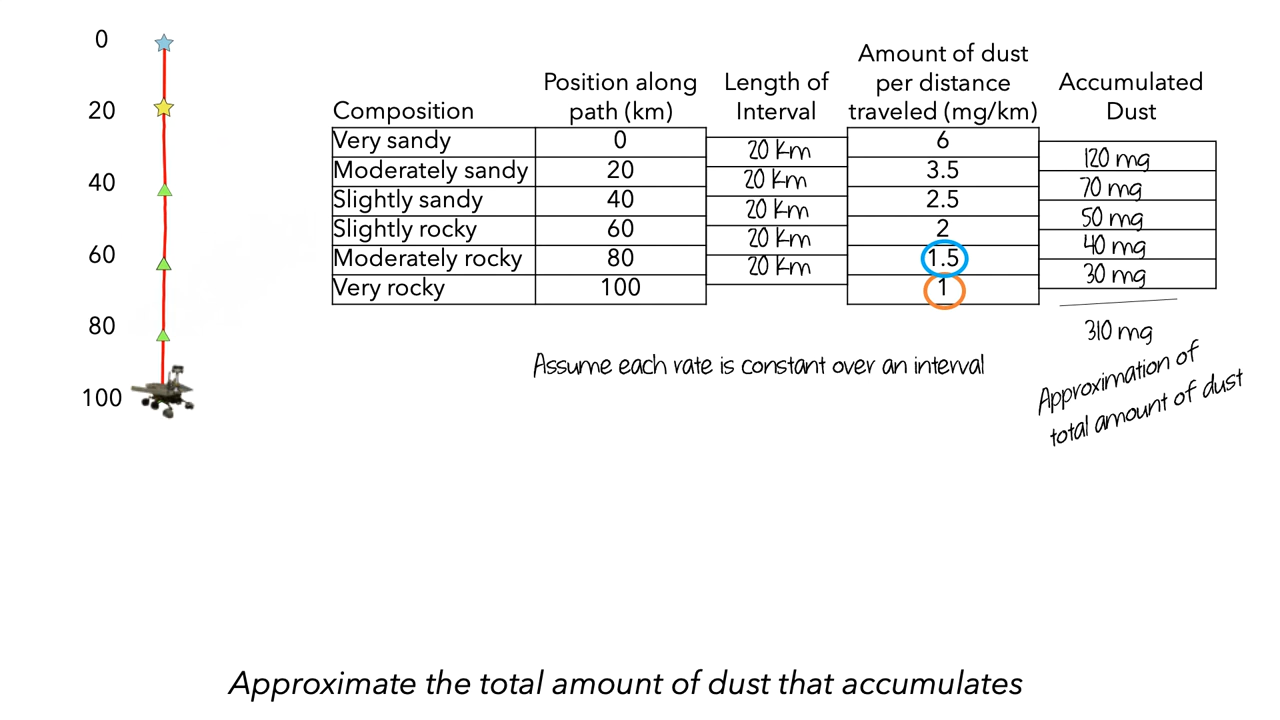 0
20
40
60
80
100
Composition
Position along
path (km)
Length of
Interval
Amount of dust
per distance
traveled (mg/km)
Accumulated
Dust
Very sandy 0 20 km 6 120 mg
Moderately sandy 20 20 km 3.5 70 mg
Slightly sandy 40 20 km 2.5 50 mg
Slightly rocky 60 20 km 2 40 mg
Moderately rocky 80 20 km 1.5 30 mg
Very rocky 100 1
310 mg
Assume each rate is constant over an interval
Approximation of
total amount of dust
Approximate the total amount of dust that accumulates